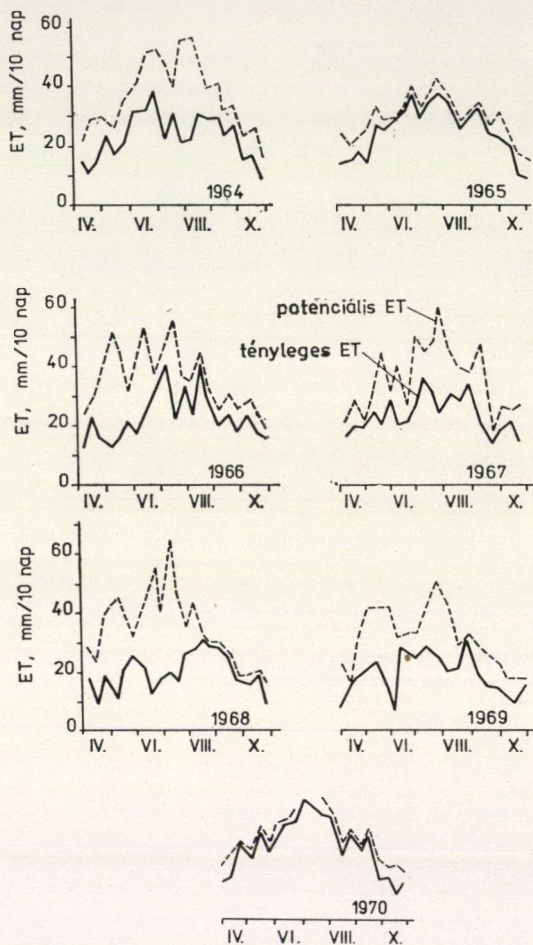 ET, mm/10 nap
60
40
20
0
1964
IV. VI. VIII. X.
1965
IV. VI. VIII. X.
ET, mm/10 nap
60
40
20
0
potenciális ET
tényleges ET
1966
IV. VI. VIII. X.
1967
IV. VI. VIII. X.
ET, mm/10 nap
60
40
20
0
1968
IV. VI. VIII. X.
1969
IV. VI. VIII. X.
1970
IV. VI. VIII. X.